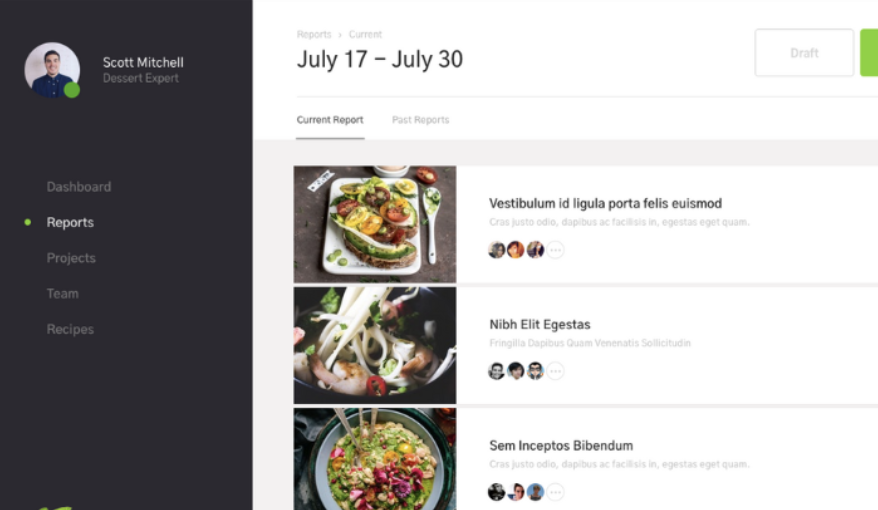 Scott Mitchell
Dessert Expert
Dashboard
Reports
Projects
Team
Recipes
Reports › Current
July 17 – July 30
Draft
Current Report
Past Reports
Vestibulum id ligula porta felis euismod
Cras justo odio, dapibus ac facilisis in, egestas eget quam.
Nibh Elit Egestas
Fringilla Dapibus Quam Venenatis Sollicitudin
Sem Inceptos Bibendum
Cras justo odio, dapibus ac facilisis in, egestas eget quam.